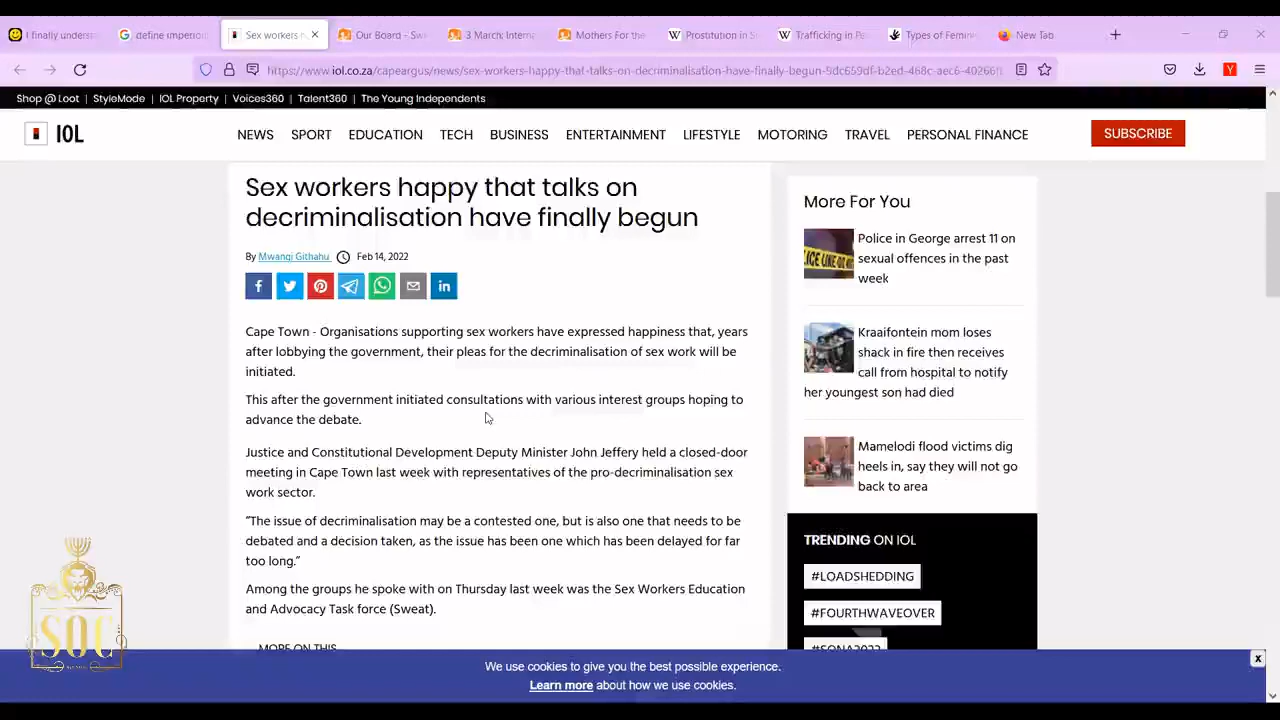 I finally underst
define imperion
Sex workers h
Our Board - Swe
3 March: Interna
Mothers For the
Prostitution in S
Trafficking in Pe
Types of Femini
New Tab
https://www.iol.co.za/capeargus/news/sex-workers-happy-that-talks-on-decriminalisation-have-finally-begun-
Shop @ Loot | StyleMode | IOL Property | Voices360 | Talent360 | The Young Independents
IOL
NEWS SPORT EDUCATION TECH BUSINESS ENTERTAINMENT LIFESTYLE MOTORING TRAVEL PERSONAL FINANCE
SUBSCRIBE
Sex workers happy that talks on
decriminalisation have finally begun
By Mwangi Githahu Feb 14, 2022
Cape Town - Organisations supporting sex workers have expressed happiness that, years
after lobbying the government, their pleas for the decriminalisation of sex work will be
initiated.
This after the government initiated consultations with various interest groups hoping to
advance the debate.
Justice and Constitutional Development Deputy Minister John Jeffery held a closed-door
meeting in Cape Town last week with representatives of the pro-decriminalisation sex
work sector.
“The issue of decriminalisation may be a contested one, but is also one that needs to be
debated and a decision taken, as the issue has been one which has been delayed for far
too long.”
Among the groups he spoke with on Thursday last week was the Sex Workers Education
and Advocacy Task force (Sweat).
MORE ON THIS
More For You
Police in George arrest 11 on
sexual offences in the past
week
Kraaifontein mom loses
shack in fire then receives
call from hospital to notify
her youngest son had died
Mamelodi flood victims dig
heels in, say they will not go
back to area
TRENDING ON IOL
#LOADSHEDDING
#FOURTHWAVEOVER
#SONA2022
SOC
We use cookies to give you the best possible experience.
Learn more about how we use cookies.
x